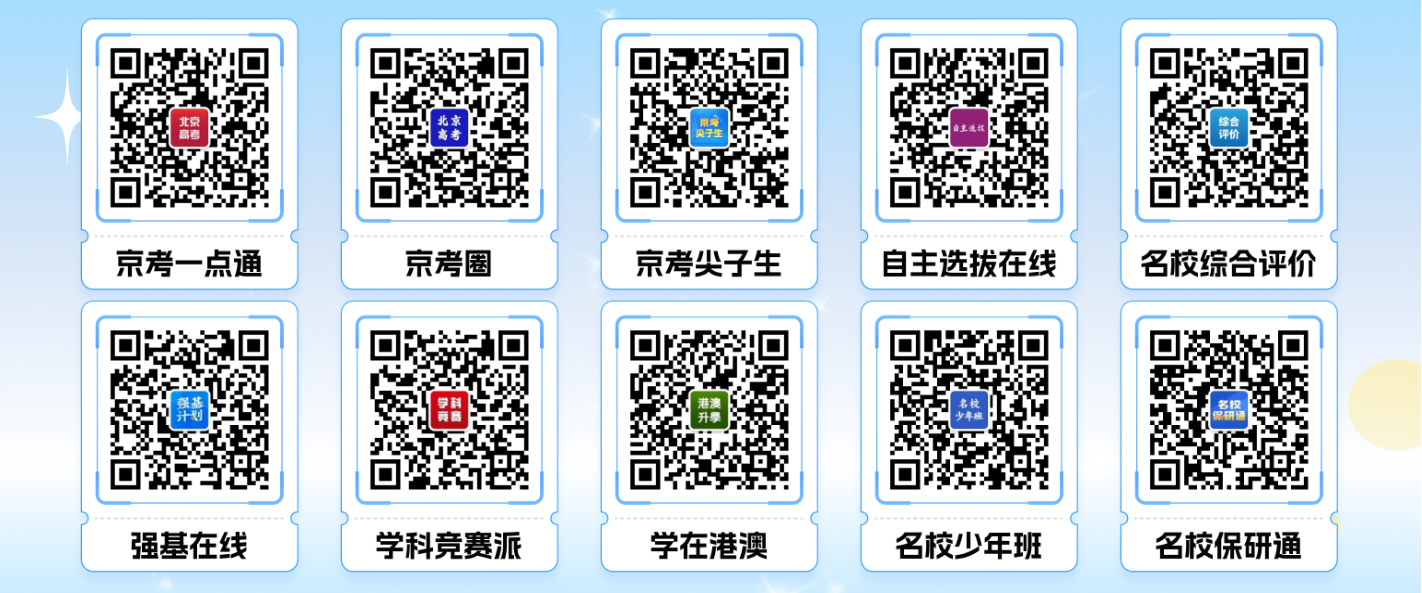 北京
高考
京考一点通
北京
高考
京考圈
京考
尖子生
京考尖子生
自主选拔
自主选拔在线
综合
评价
名校综合评价
强基
计划
强基在线
学科
竞赛
学科竞赛派
港澳
升學
学在港澳
名校
少年班
名校少年班
名校
保研通
名校保研通